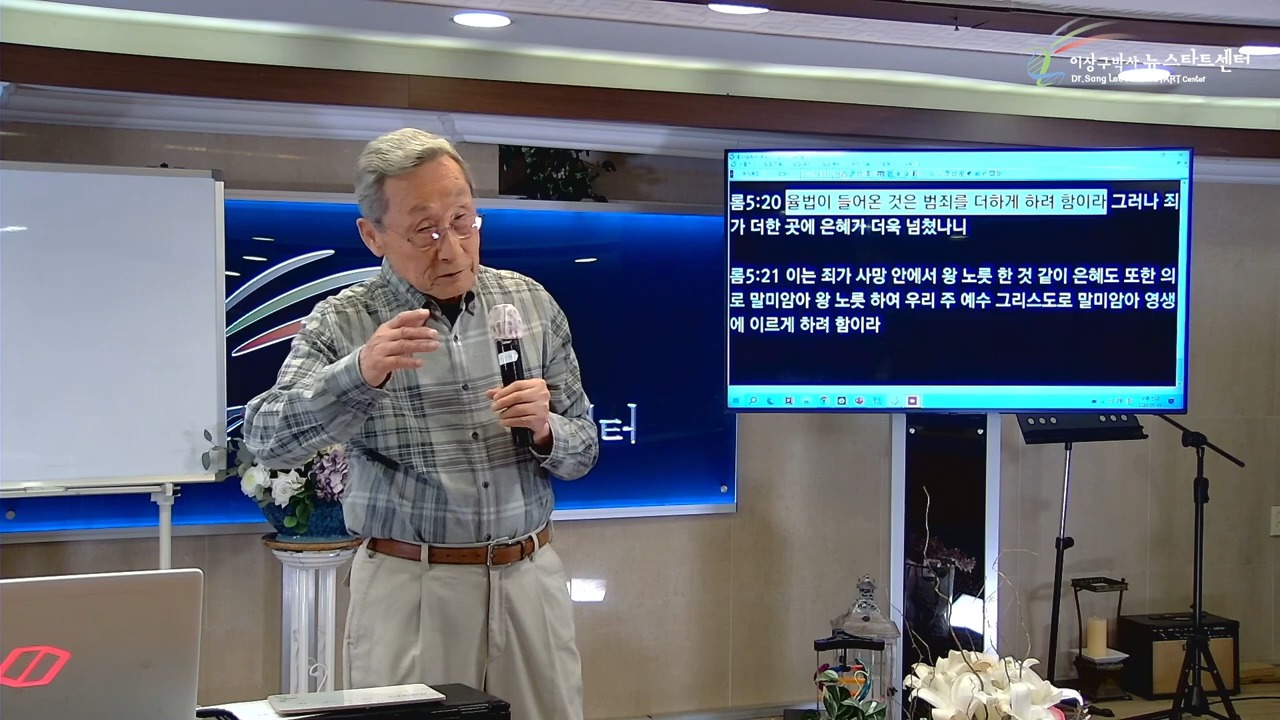 이상구박사 뉴스타트센터
Dr. Sang Lee
Center
롬5:20 율법이 들어온 것은 범죄를 더하게 하려 함이라 그러나 죄
가 더한 곳에 은혜가 더욱 넘쳤나니
롬5:21 이는 죄가 사망 안에서 왕 노릇 한 것 같이 은혜도 또한 의
로 말미암아 왕 노릇 하여 우리 주 예수 그리스도로 말미암아 영생
에 이르게 하려 함이라
터